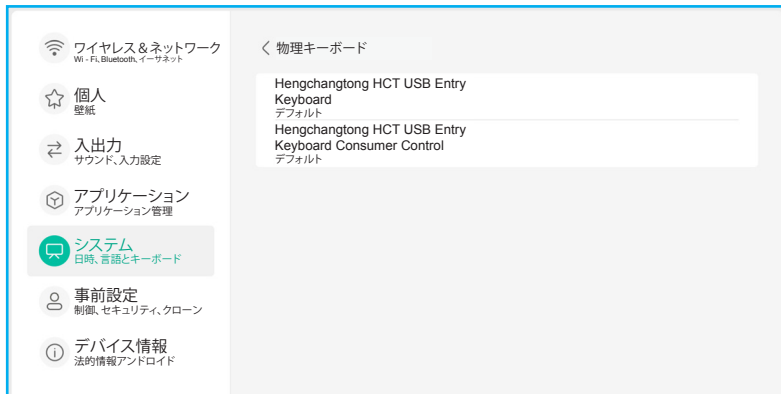 ワイヤレス＆ネットワーク
Wi - Fi、Bluetooth、イーサネット
個人
壁紙
入出力
サウンド、入力設定
アプリケーション
アプリケーション管理
システム
日時、言語とキーボード
事前設定
制御、セキュリティ、クローン
デバイス情報
法的情報アンドロイド
物理キーボード
Hengchangtong HCT USB Entry
Keyboard
デフォルト
Hengchangtong HCT USB Entry
Keyboard Consumer Control
デフォルト